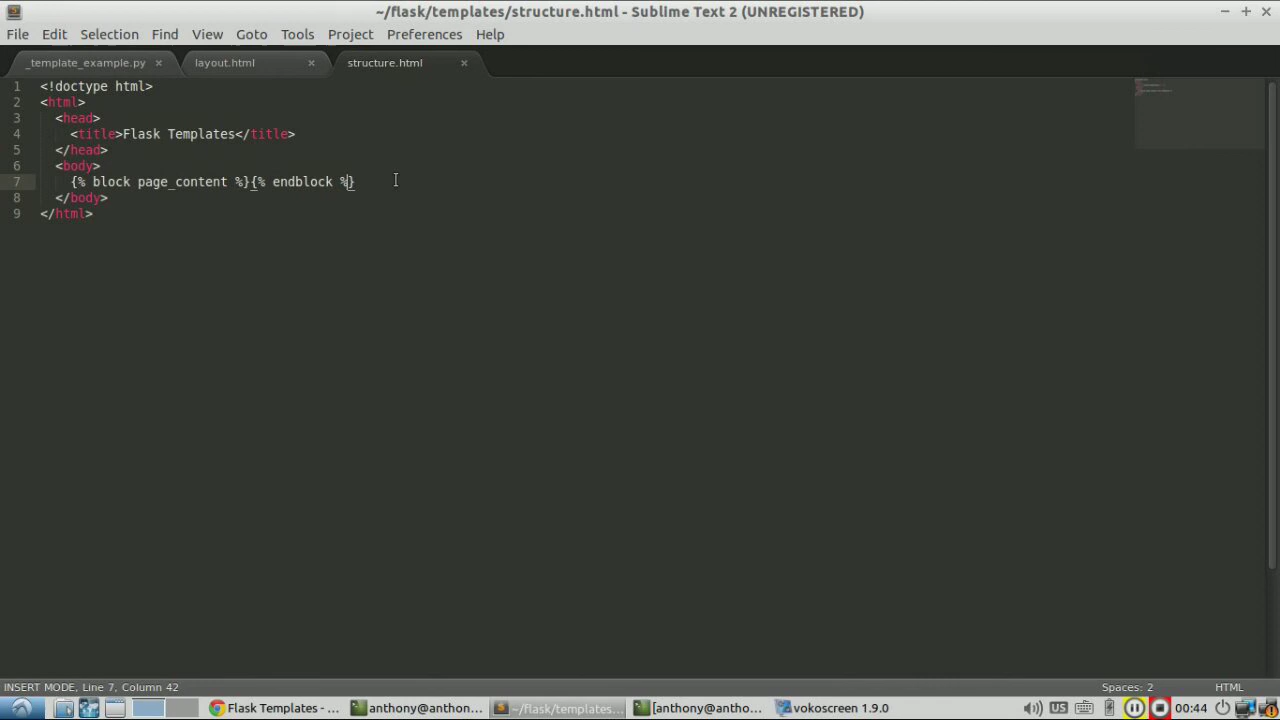 ~/flask/templates/structure.html - Sublime Text 2 (UNREGISTERED)
File Edit Selection Find View Goto Tools Project Preferences Help
_template_example.py layout.html structure.html
1 <!doctype html>
2 <html>
3 <head>
4 <title>Flask Templates</title>
5 </head>
6 <body>
7 {% block page_content %}{% endblock %}
8 </body>
9 </html>
INSERT MODE, Line 7, Column 42 Spaces: 2 HTML
Flask Templates - ... anthony@anthony... ~/flask/templates... [anthony@antho... vokoscreen 1.9.0 US 00:44